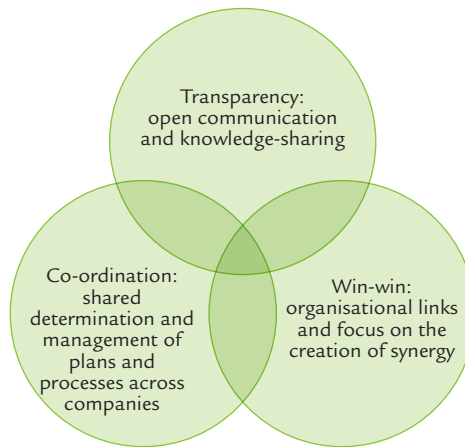 Transparency:
open communication
and knowledge-sharing
Co-ordination:
shared
determination and
management of
plans and
processes across
companies
Win-win:
organisational links
and focus on the
creation of synergy